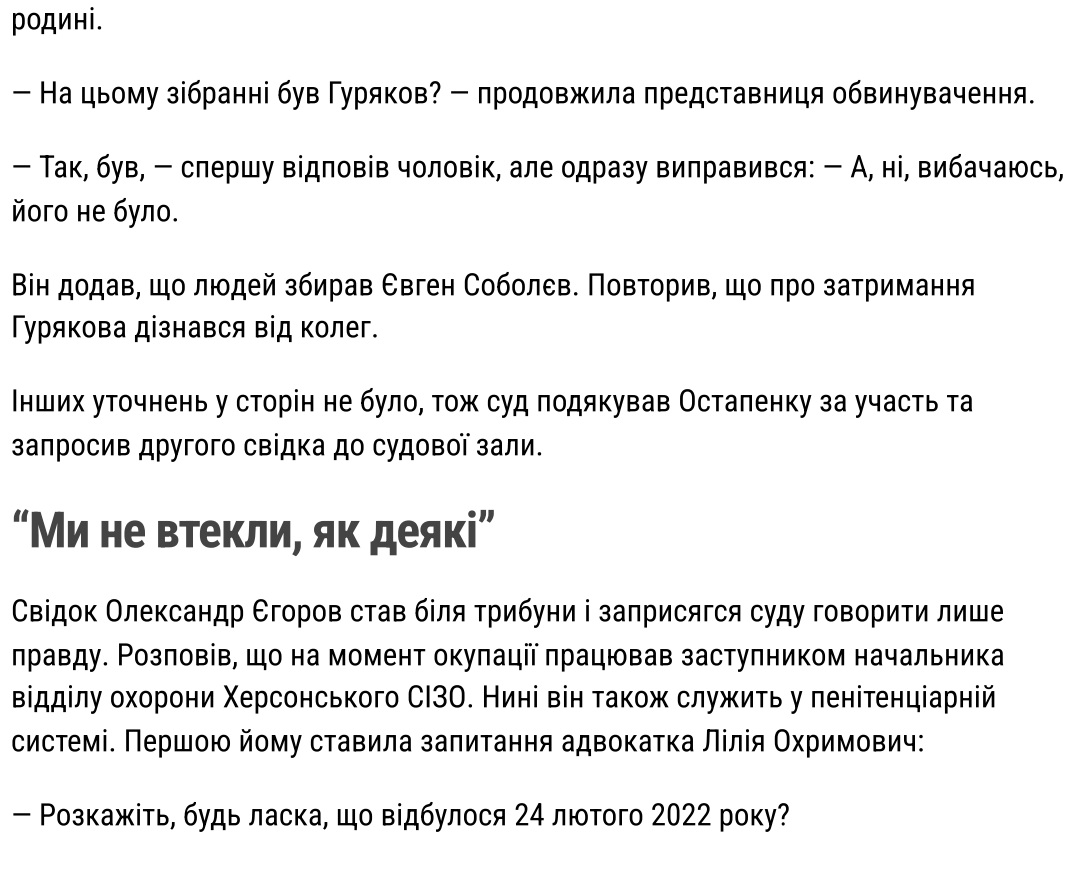 родині.
— На цьому зібранні був Гуряков? — продовжила представниця обвинувачення.
— Так, був, — спершу відповів чоловік, але одразу виправився: — А, ні, вибачаюсь,
його не було.
Він додав, що людей збирав Євген Соболєв. Повторив, що про затримання
Гурякова дізнався від колег.
Інших уточнень у сторін не було, тож суд подякував Остапенку за участь та
запросив другого свідка до судової зали.
“Ми не втекли, як деякі”
Свідок Олександр Єгоров став біля трибуни і заприсягся суду говорити лише
правду. Розповів, що на момент окупації працював заступником начальника
відділу охорони Херсонського СІЗО. Нині він також служить у пенітенціарній
системі. Першою йому ставила запитання адвокатка Лілія Охримович:
— Розкажіть, будь ласка, що відбулося 24 лютого 2022 року?